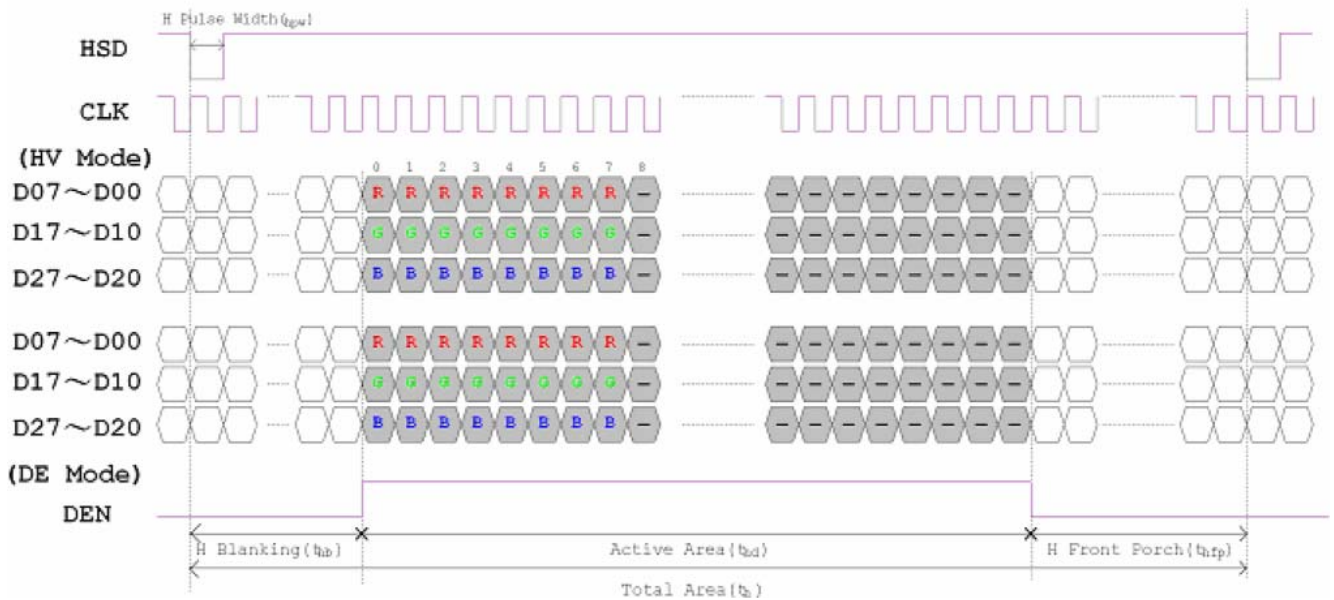 H Pulse Width(thpw)
HSD
CLK
(HV Mode)
0 1 2 3 4 5 6 7 8
D07～D00 R R R R R R R R — — — — — — — — —
D17～D10 G G G G G G G G — — — — — — — — —
D27～D20 B B B B B B B B — — — — — — — — —
D07～D00 R R R R R R R R — — — — — — — — —
D17～D10 G G G G G G G G — — — — — — — — —
D27～D20 B B B B B B B B — — — — — — — — —
(DE Mode)
DEN
H Blanking(thb) Active Area(thd) H Front Porch(thfp)
Total Area(th)